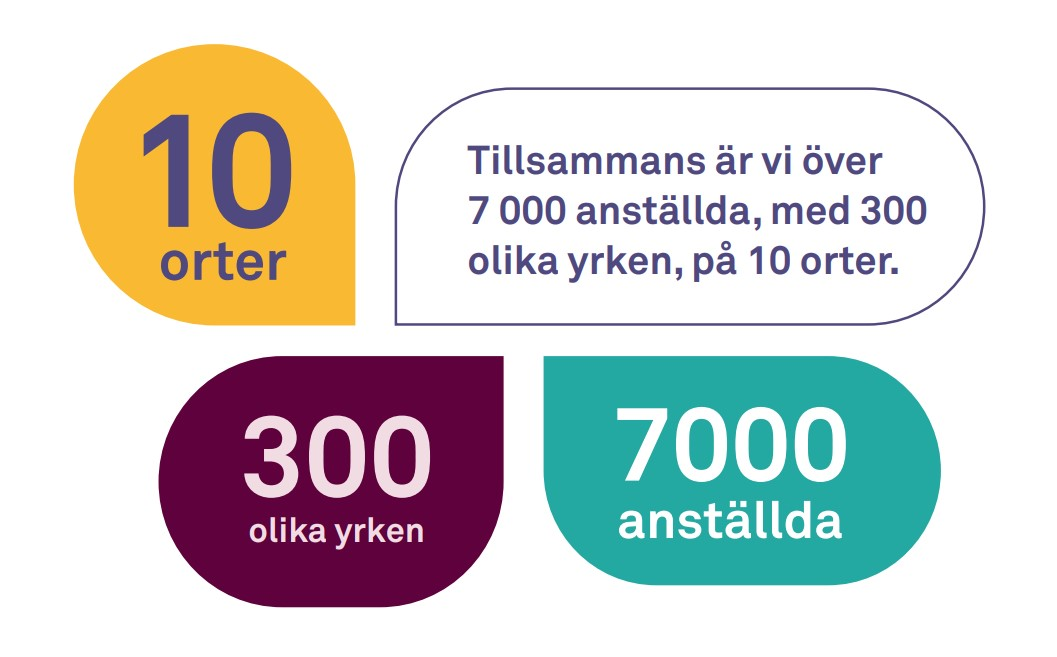 10
orter
Tillsammans är vi över
7 000 anställda, med 300
olika yrken, på 10 orter.
300
olika yrken
7000
anställda